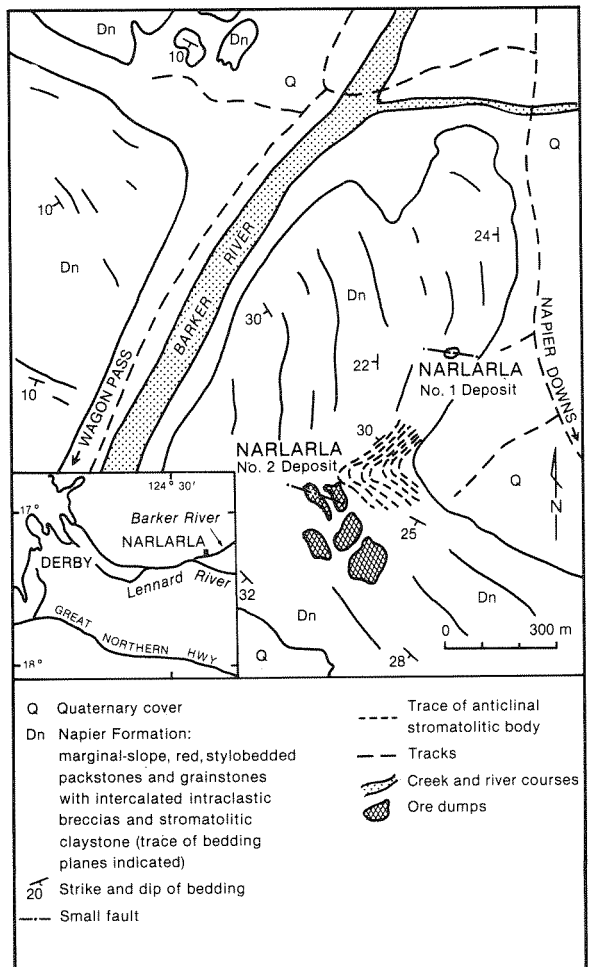 Dn
10
Dn
Q
Q
10
Dn
24
BARKER RIVER
Dn
30
22
NARLARLA
No. 1 Deposit
NAPIER DOWNS
10
WAGON PASS
30
NARLARLA
No. 2 Deposit
Q
N
25
124° 30'
17°
Barker River
NARLARLA
DERBY
Lennard River
GREAT NORTHERN HWY
18°
32
Dn
Dn
Q
28
0 300 m
Q Quaternary cover
Dn Napier Formation:
marginal-slope, red, stylobedded
packstones and grainstones
with intercalated intraclastic
breccias and stromatolitic
claystone (trace of bedding
planes indicated)
20 Strike and dip of bedding
Small fault
Trace of anticlinal
stromatolitic body
Tracks
Creek and river courses
Ore dumps